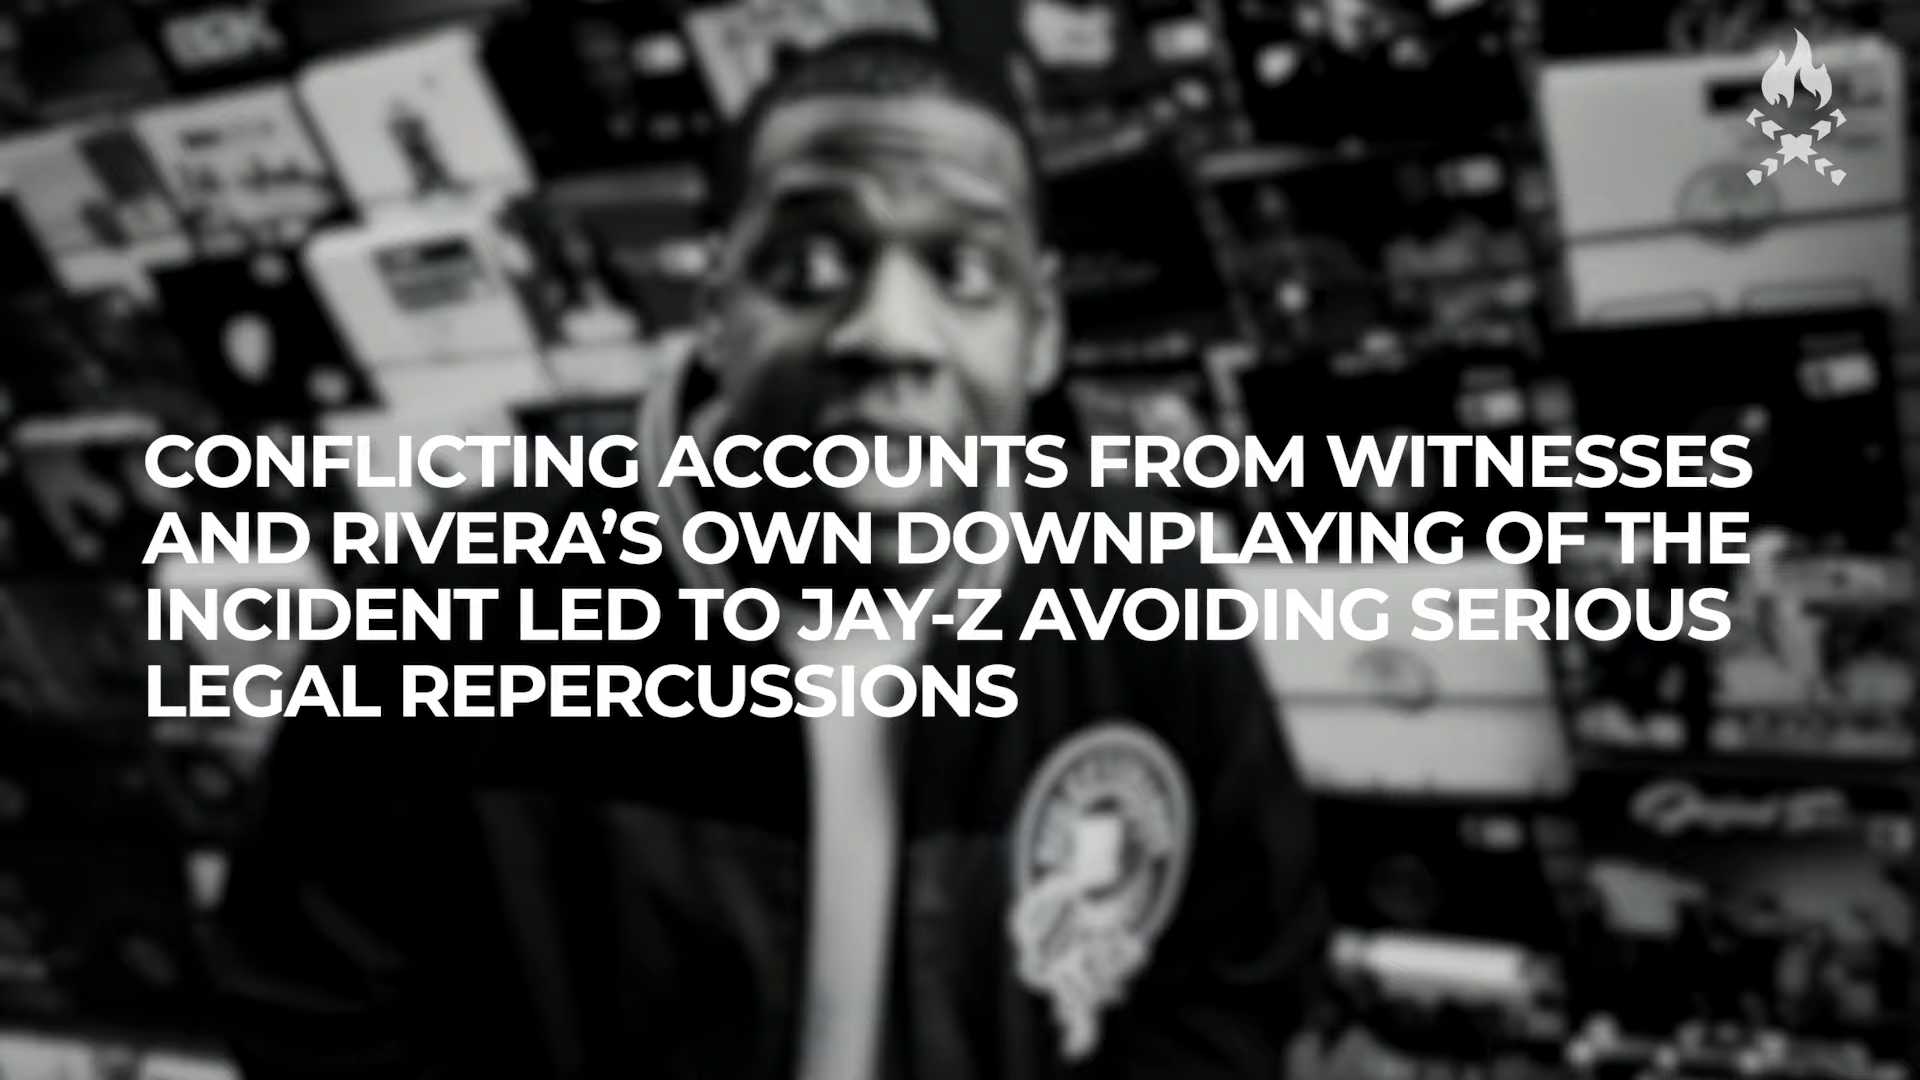 CONFLICTING ACCOUNTS FROM WITNESSES
AND RIVERA’S OWN DOWNPLAYING OF THE
INCIDENT LED TO JAY-Z AVOIDING SERIOUS
LEGAL REPERCUSSIONS